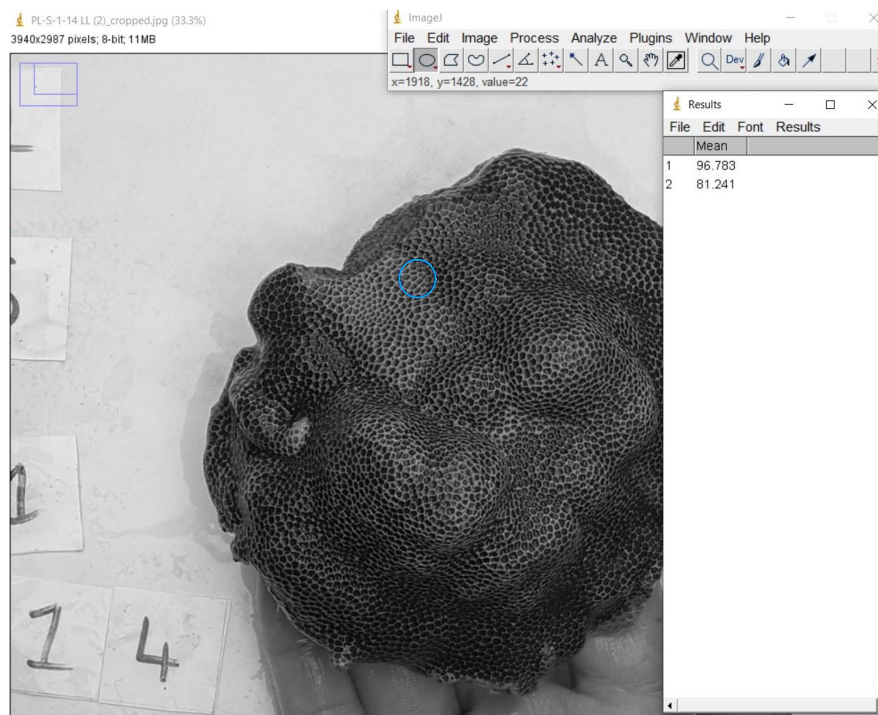 PL-S-1-14 LL (2)_cropped.jpg (33.3%)
3940x2987 pixels; 8-bit; 11MB
ImageJ
File Edit Image Process Analyze Plugins Window Help
A Dev
x=1918, y=1428, value=22
Results
File Edit Font Results
Mean
1 96.783
2 81.241
1 4